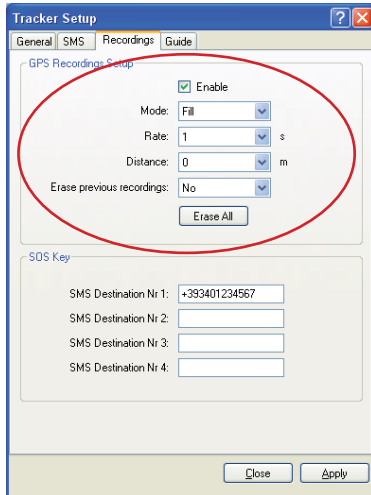 Tracker Setup
General SMS Recordings Guide
GPS Recordings Setup
Enable
Mode: Fill
Rate: 1 s
Distance: 0 m
Erase previous recordings: No
Erase All
SOS Key
SMS Destination Nr 1: +393401234567
SMS Destination Nr 2:
SMS Destination Nr 3:
SMS Destination Nr 4:
Close Apply